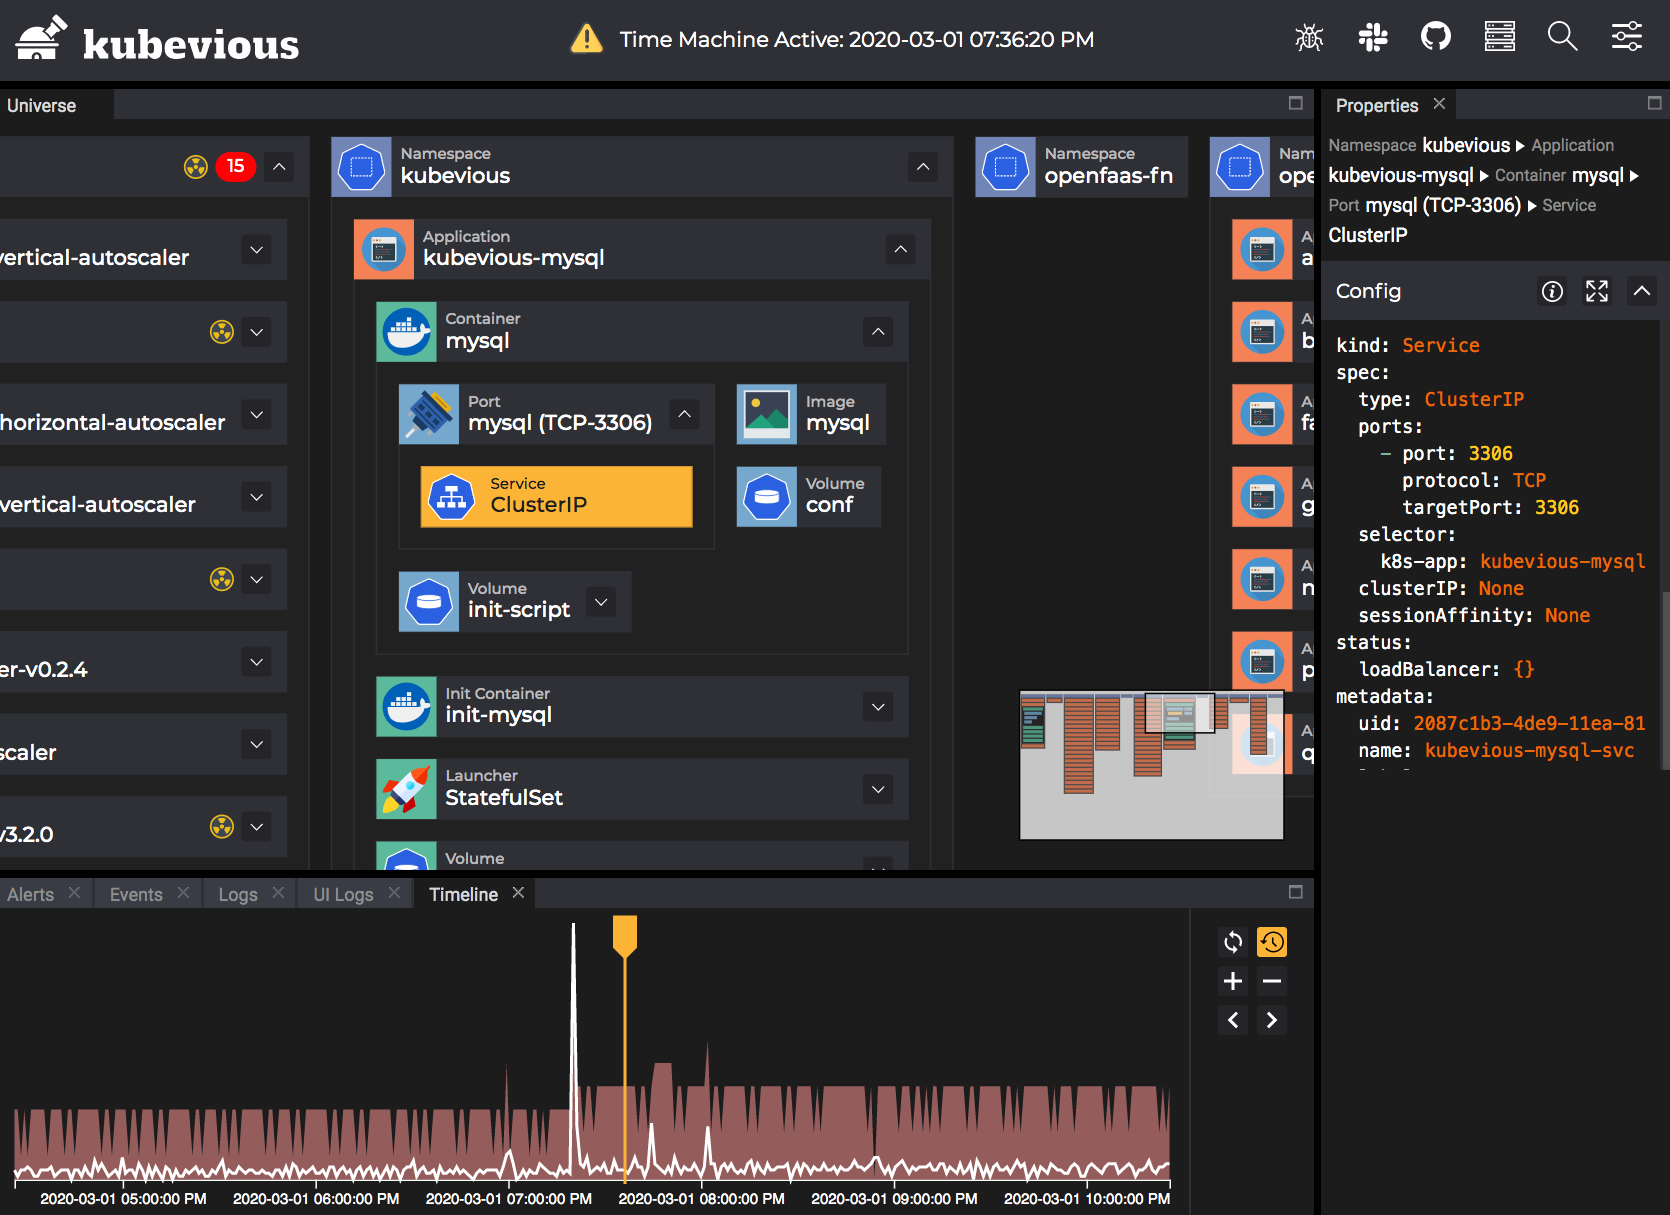 kubevious
Time Machine Active: 2020-03-01 07:36:20 PM
Universe
15
vertical-autoscaler
horizontal-autoscaler
vertical-autoscaler
er-v0.2.4
scaler
v3.2.0
Namespace
kubevious
Application
kubevious-mysql
Container
mysql
Port
mysql (TCP-3306)
Service
ClusterIP
Image
mysql
Volume
conf
Volume
init-script
Init Container
init-mysql
Launcher
StatefulSet
Volume
Namespace
openfaas-fn
Nam
ope
A
a
A
b
A
fa
A
g
A
n
A
p
A
q
Properties
Namespace kubevious Application
kubevious-mysql Container mysql
Port mysql (TCP-3306) Service
ClusterIP
Config
kind: Service
spec:
type: ClusterIP
ports:
- port: 3306
protocol: TCP
targetPort: 3306
selector:
k8s-app: kubevious-mysql
clusterIP: None
sessionAffinity: None
status:
loadBalancer: {}
metadata:
uid: 2087c1b3-4de9-11ea-81
name: kubevious-mysql-svc
Alerts Events Logs UI Logs Timeline
2020-03-01 05:00:00 PM 2020-03-01 06:00:00 PM 2020-03-01 07:00:00 PM 2020-03-01 08:00:00 PM 2020-03-01 09:00:00 PM 2020-03-01 10:00:00 PM